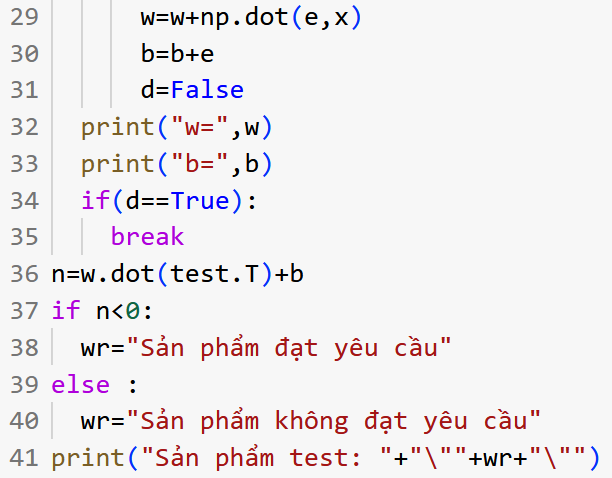 29 w=w+np.dot(e,x)
30 b=b+e
31 d=False
32 print("w=",w)
33 print("b=",b)
34 if(d==True):
35 break
36 n=w.dot(test.T)+b
37 if n<0:
38 wr="Sản phẩm đạt yêu cầu"
39 else :
40 wr="Sản phẩm không đạt yêu cầu"
41 print("Sản phẩm test: "+"\""+wr+"\"")